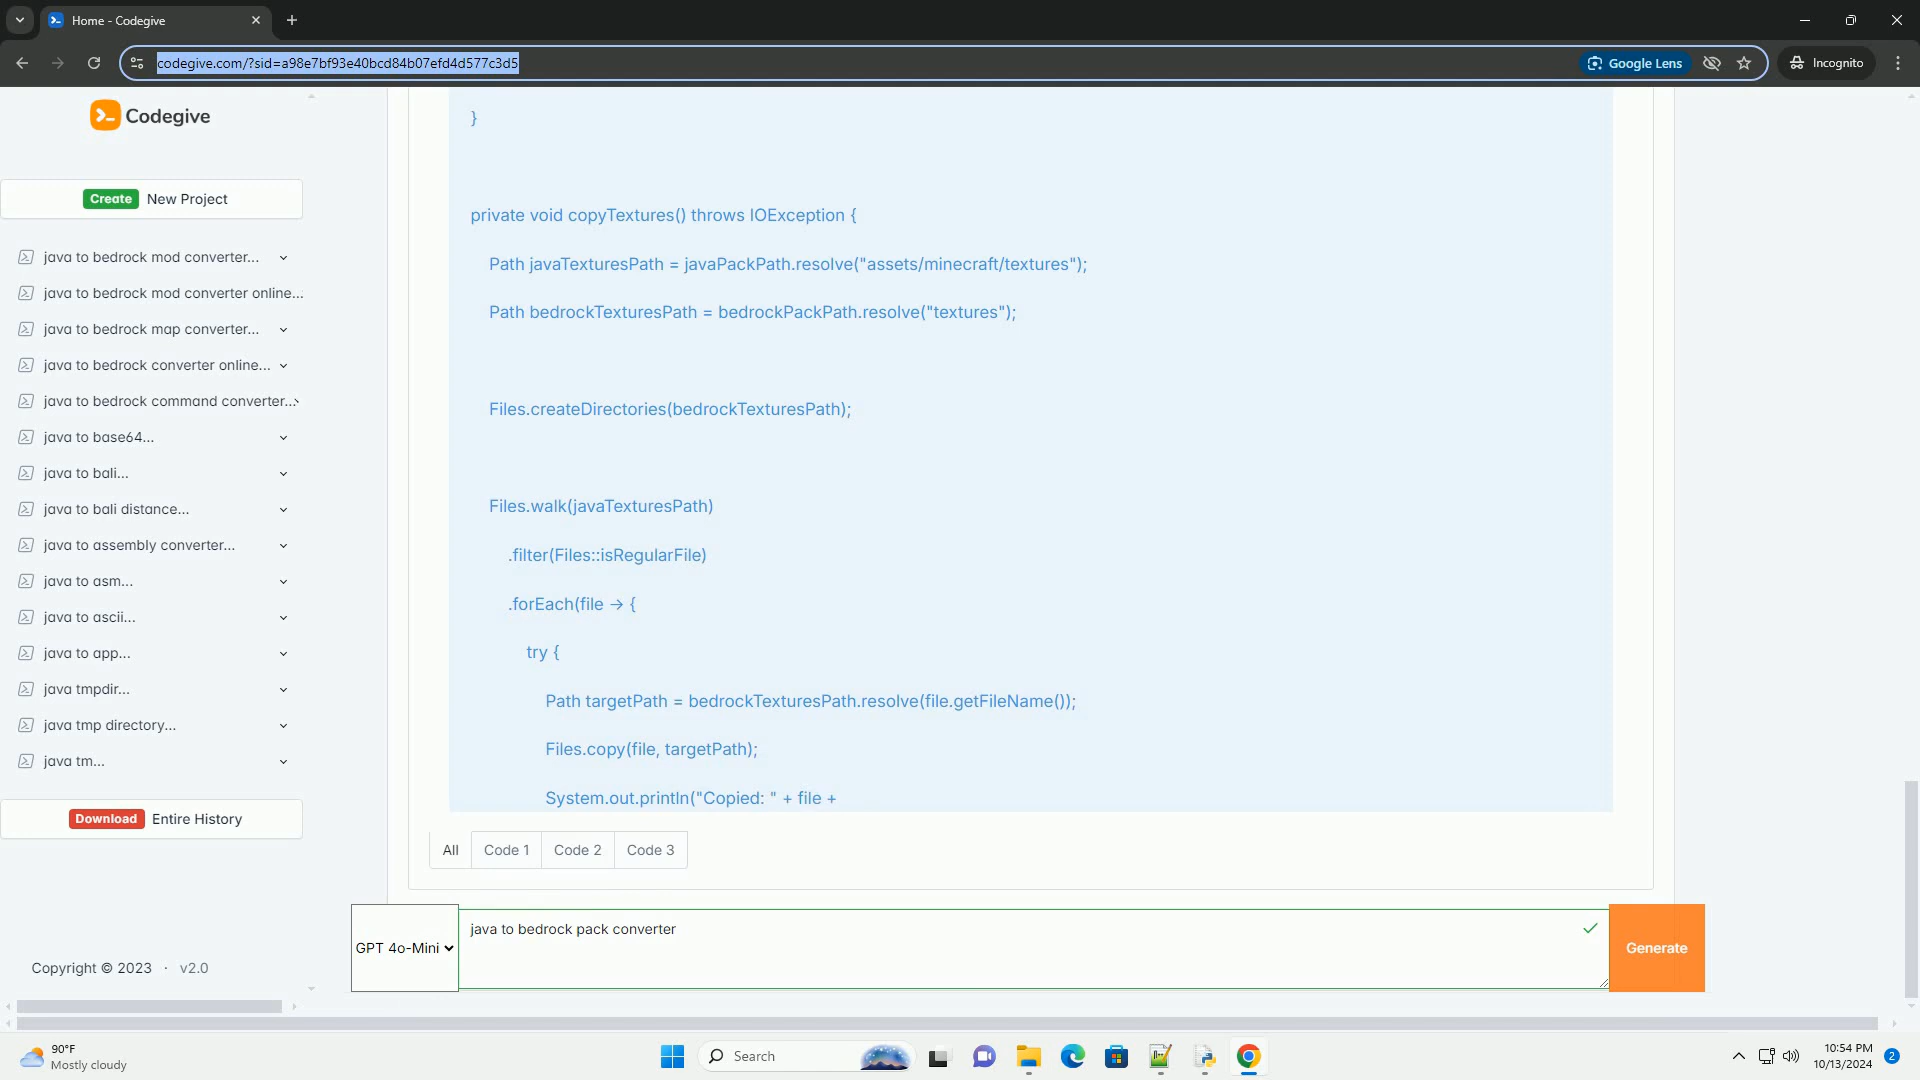 Home - Codegive
codegive.com/?sid=a98e7bf93e40bcd84b07efd4d577c3d5
Google Lens
Incognito
Codegive
Create New Project
java to bedrock mod converter...
java to bedrock mod converter online...
java to bedrock map converter...
java to bedrock converter online...
java to bedrock command converter...
java to base64...
java to bali...
java to bali distance...
java to assembly converter...
java to asm...
java to ascii...
java to app...
java tmpdir...
java tmp directory...
java tm...
Download Entire History
Copyright © 2023 · v2.0
}
private void copyTextures() throws IOException {
Path javaTexturesPath = javaPackPath.resolve("assets/minecraft/textures");
Path bedrockTexturesPath = bedrockPackPath.resolve("textures");
Files.createDirectories(bedrockTexturesPath);
Files.walk(javaTexturesPath)
.filter(Files::isRegularFile)
.forEach(file -> {
try {
Path targetPath = bedrockTexturesPath.resolve(file.getFileName());
Files.copy(file, targetPath);
System.out.println("Copied: " + file +
All Code 1 Code 2 Code 3
GPT 4o-Mini
java to bedrock pack converter
Generate
90°F
Mostly cloudy
Search
10:54 PM
10/13/2024
2